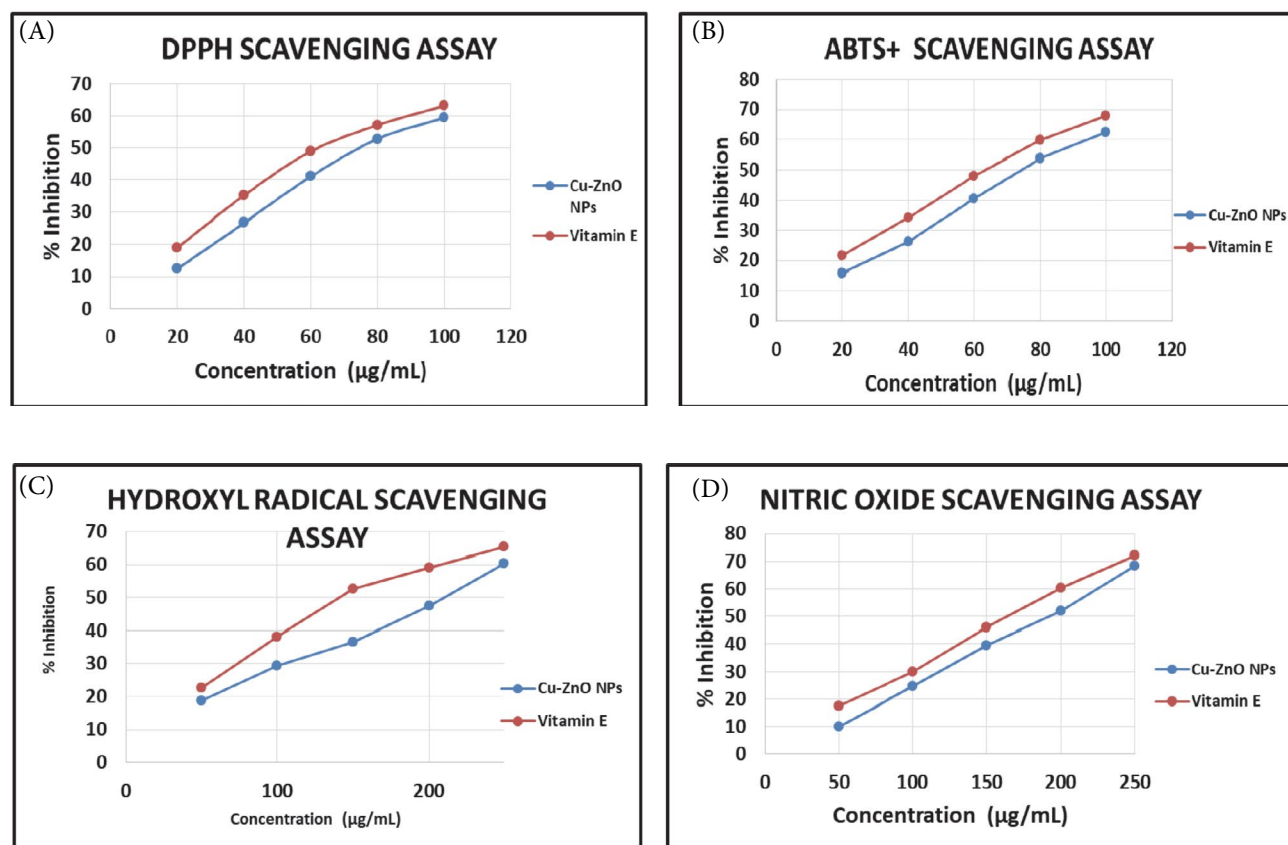 (A)
DPPH SCAVENGING ASSAY
70
60
50
40
30
20
10
0
% Inhibition
0 20 40 60 80 100 120
Concentration (µg/mL)
Cu-ZnO
NPs
Vitamin E
(B)
ABTS+ SCAVENGING ASSAY
80
70
60
50
40
30
20
10
0
% Inhibition
0 20 40 60 80 100 120
Concentration (µg/mL)
Cu-ZnO NPs
Vitamin E
(C)
HYDROXYL RADICAL SCAVENGING
ASSAY
70
60
50
40
30
20
10
0
% Inhibition
0 100 200
Concentration (µg/mL)
Cu-ZnO NPs
Vitamin E
(D)
NITRIC OXIDE SCAVENGING ASSAY
80
70
60
50
40
30
20
10
0
% Inhibition
0 50 100 150 200 250
Concentration (µg/mL)
Cu-ZnO NPs
Vitamin E